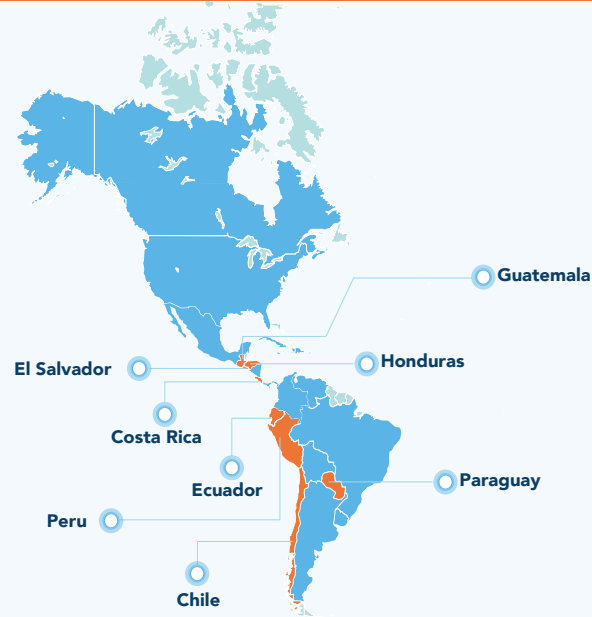 Guatemala
El Salvador
Honduras
Costa Rica
Ecuador
Paraguay
Peru
Chile